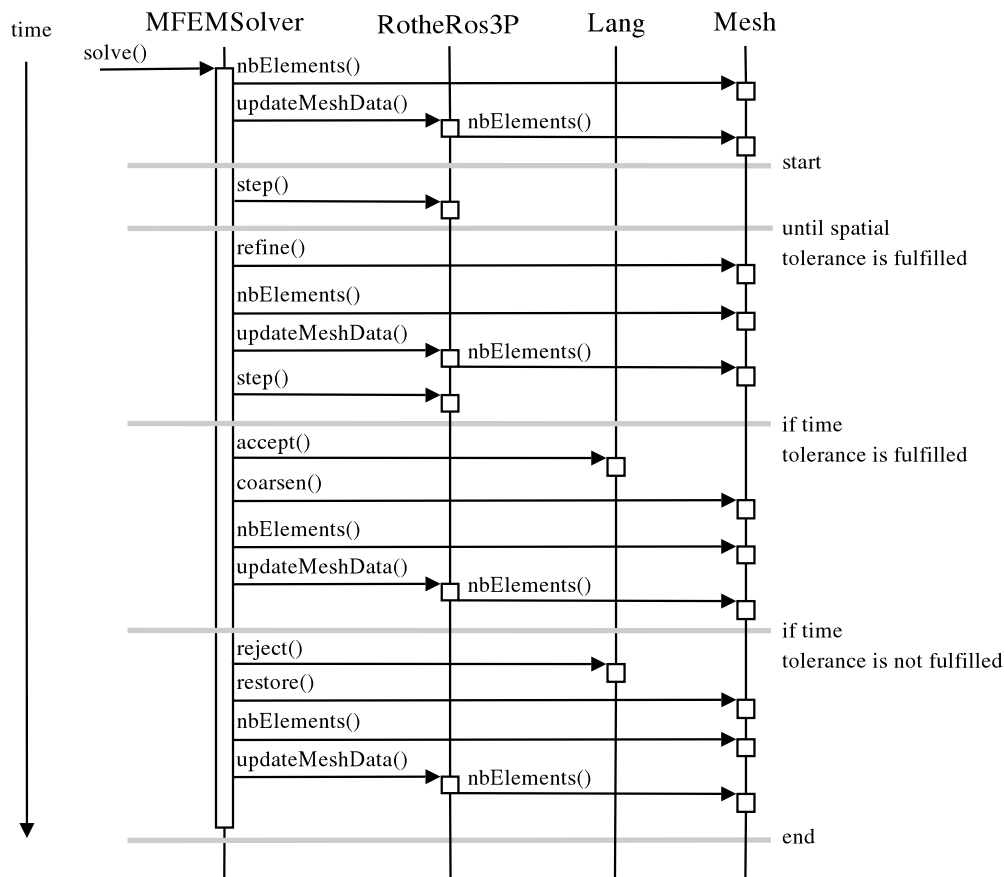 time
MFEMSolver
RotheRos3P
Lang
Mesh
solve()
nbElements()
updateMeshData()
nbElements()
start
step()
until spatial
tolerance is fulfilled
refine()
nbElements()
updateMeshData()
nbElements()
step()
if time
tolerance is fulfilled
accept()
coarsen()
nbElements()
updateMeshData()
nbElements()
if time
tolerance is not fulfilled
reject()
restore()
nbElements()
updateMeshData()
nbElements()
end